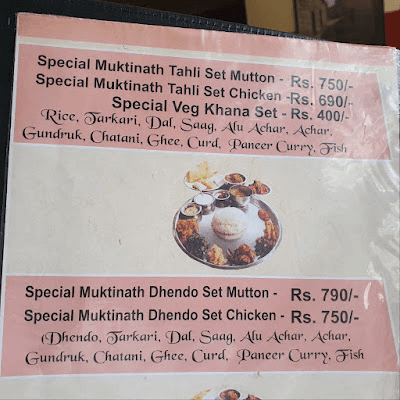 Special Muktinath Tahli Set Mutton - Rs. 750/-
Special Muktinath Tahli Set Chicken -Rs. 690/-
Special Veg Khana Set - Rs. 400/-
Rice, Tarkari, Dal, Saag, Alu Achar, Achar,
Gundruk, Chatani, Ghee, Curd, Paneer Curry, Fish
Special Muktinath Dhendo Set Mutton - Rs. 790/-
Special Muktinath Dhendo Set Chicken - Rs. 750/-
(Dhendo, Tarkari, Dal, Saag, Alu Achar, Achar,
Gundruk, Chatani, Ghee, Curd, Paneer Curry, Fish